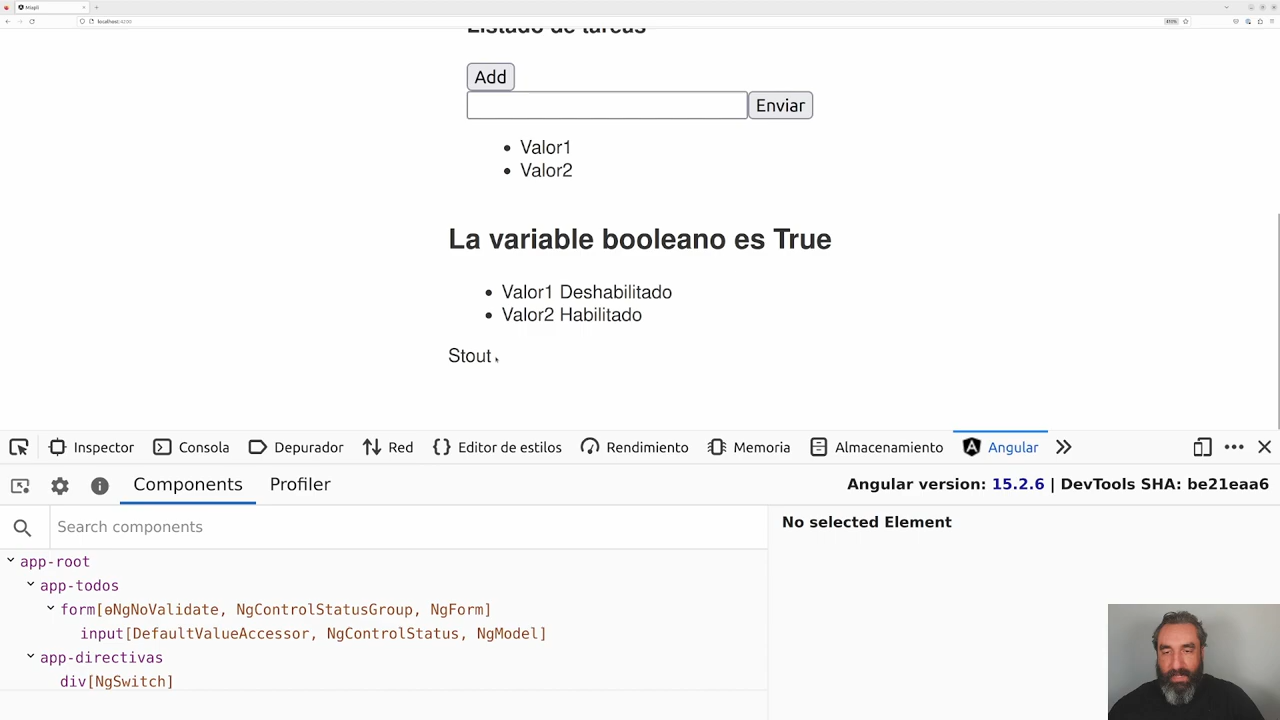 Mapii
localhost:4200
Listado de tareas
Add
Enviar
Valor1
Valor2
La variable booleano es True
Valor1 Deshabilitado
Valor2 Habilitado
Stout
Inspector Consola Depurador Red Editor de estilos Rendimiento Memoria Almacenamiento Angular
Components Profiler Angular version: 15.2.6 | DevTools SHA: be21eaa6
Search components
No selected Element
app-root
app-todos
form[ɵNgNoValidate, NgControlStatusGroup, NgForm]
input[DefaultValueAccessor, NgControlStatus, NgModel]
app-directivas
div[NgSwitch]